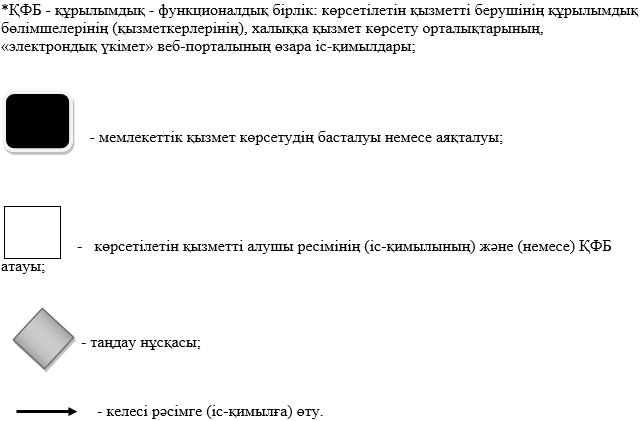 *ҚФБ - құрылымдық - функционалдық бірлік: көрсетілетін қызметті берушінің құрылымдық
бөлімшелерінің (қызметкерлерінің), халыққа қызмет көрсету орталықтарының,
«электрондық үкімет» веб-порталының өзара іс-қимылдары;
- мемлекеттік қызмет көрсетудің басталуы немесе аяқталуы;
- көрсетілетін қызметті алушы ресімінің (іс-қимылының) және (немесе) ҚФБ
атауы;
- таңдау нұсқасы;
- келесі рәсімге (іс-қимылға) өту.